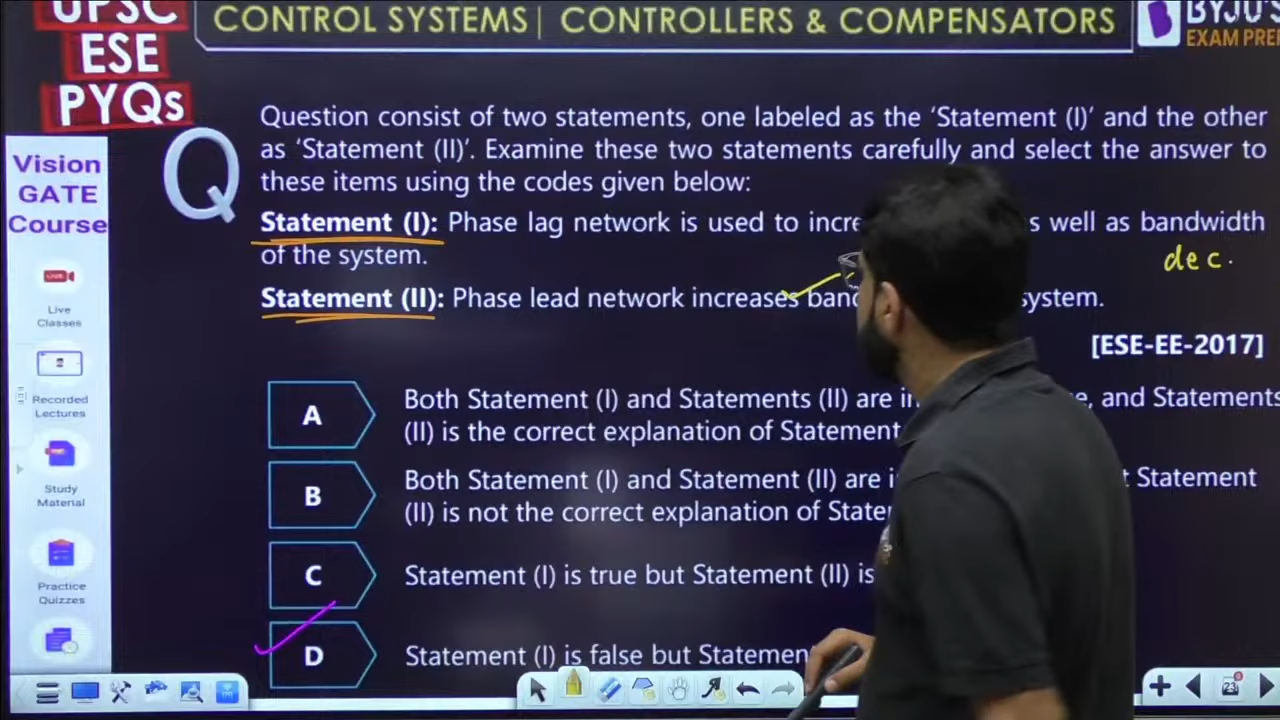 UPSC
ESE
PYQs
CONTROL SYSTEMS| CONTROLLERS & COMPENSATORS
BYJU'S
EXAM PREP
Vision
GATE
Course
Live
Classes
Recorded
Lectures
Study
Material
Practice
Quizzes
Q
Question consist of two statements, one labeled as the ‘Statement (I)’ and the other
as ‘Statement (II)’. Examine these two statements carefully and select the answer to
these items using the codes given below:
Statement (I): Phase lag network is used to well as bandwidth
of the system.
dec.
Statement (II): Phase lead network increases system.
[ESE-EE-2017]
A
Both Statement (I) and Statements (II) are and Statements
(II) is the correct explanation of Statement
B
Both Statement (I) and Statement (II) are Statement
(II) is not the correct explanation of
C
Statement (I) is true but Statement (II) is
D
Statement (I) is false but
23